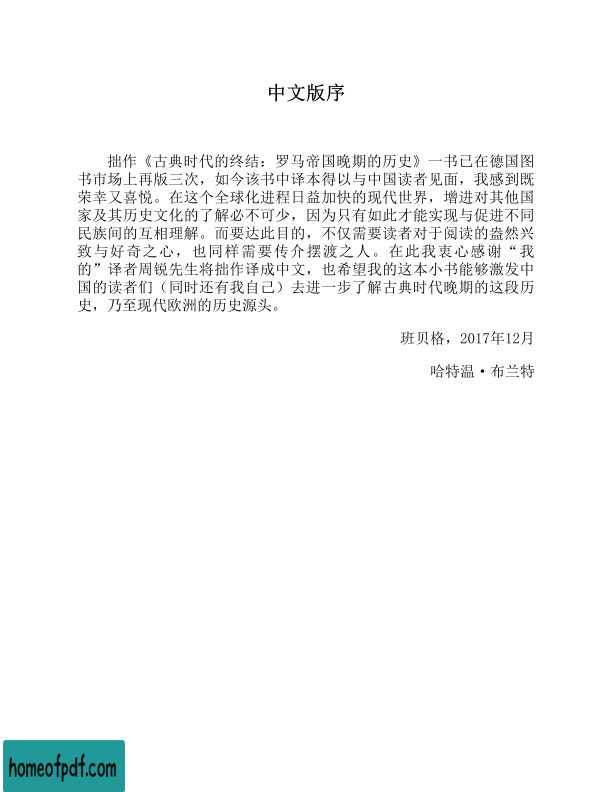 中文版序
拙作《古典时代的终结：罗马帝国晚期的历史》一书已在德国图
书市场上再版三次，如今该书中译本得以与中国读者见面，我感到既
荣幸又喜悦。在这个全球化进程日益加快的现代世界，增进对其他国
家及其历史文化的了解必不可少，因为只有如此才能实现与促进不同
民族间的互相理解。而要达此目的，不仅需要读者对于阅读的盎然兴
致与好奇之心，也同样需要传介摆渡之人。在此我衷心感谢“我
的”译者周锐先生将拙作译成中文，也希望我的这本小书能够激发中
国的读者们（同时还有我自己）去进一步了解古典时代晚期的这段历
史，乃至现代欧洲的历史源头。
班贝格，2017年12月
哈特温·布兰特
homeofpdf.com